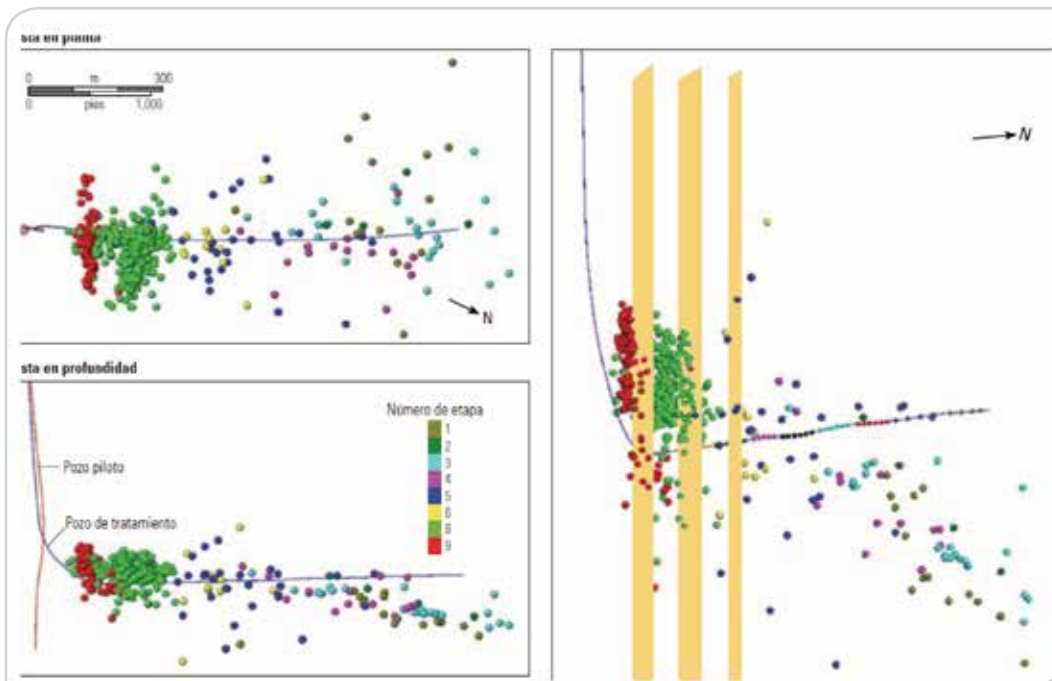 sta en planta
0 m 300
0 pies 1,000
N
sta en profundidad
Número de etapa
1
2
3
4
5
6
8
9
Pozo piloto
Pozo de tratamiento
N